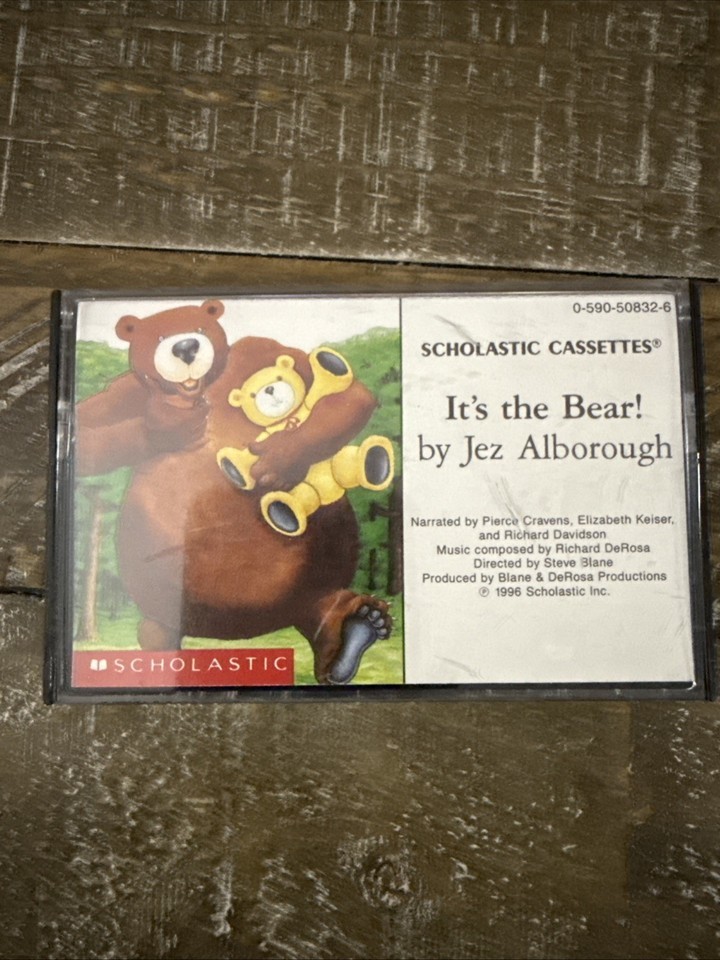 0-590-50832-6
SCHOLASTIC CASSETTES®
It's the Bear!
by Jez Alborough
Narrated by Pierce Cravens, Elizabeth Keiser,
and Richard Davidson
Music composed by Richard DeRosa
Directed by Steve Blane
Produced by Blane & DeRosa Productions
℗ 1996 Scholastic Inc.
SCHOLASTIC